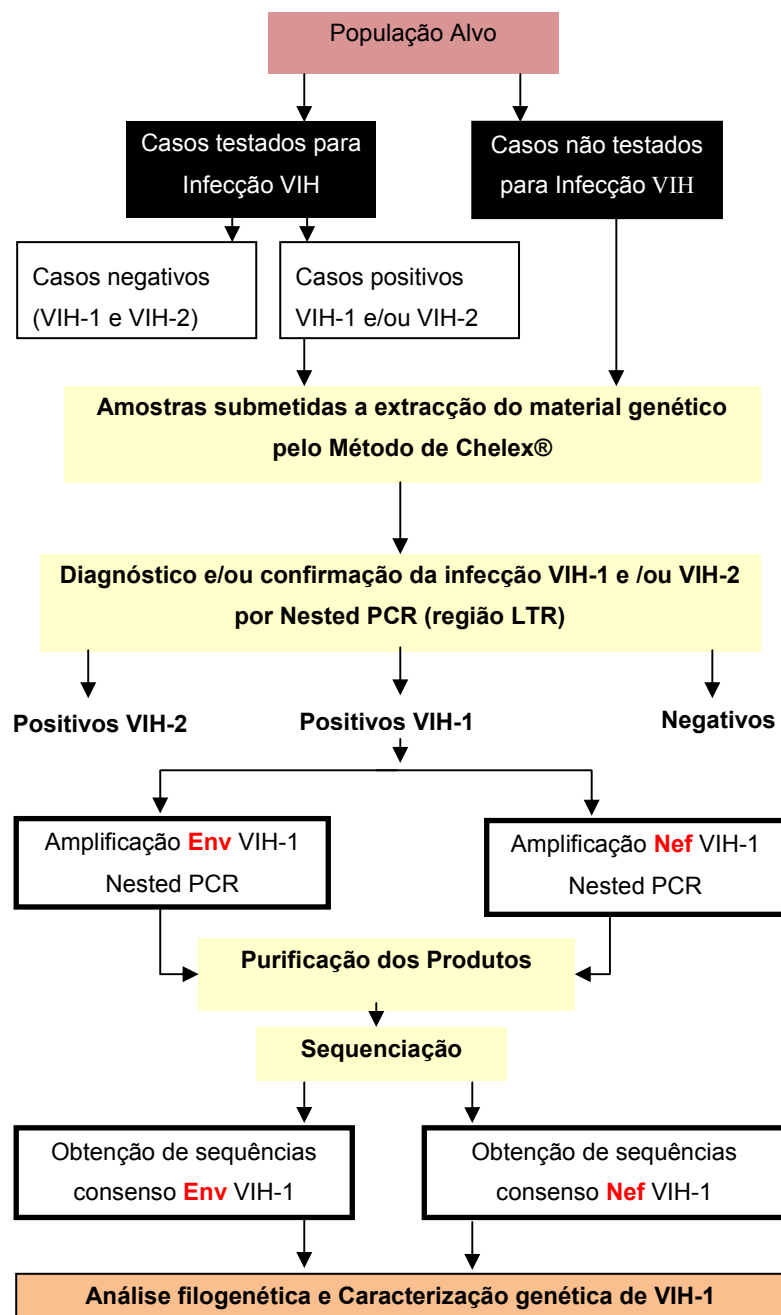 População Alvo
Casos testados para
Infecção VIH
Casos não testados
para Infecção VIH
Casos negativos
(VIH-1 e VIH-2)
Casos positivos
VIH-1 e/ou VIH-2
Amostras submetidas a extracção do material genético
pelo Método de Chelex®
Diagnóstico e/ou confirmação da infecção VIH-1 e /ou VIH-2
por Nested PCR (região LTR)
Positivos VIH-2
Positivos VIH-1
Negativos
Amplificação Env VIH-1
Nested PCR
Amplificação Nef VIH-1
Nested PCR
Purificação dos Produtos
Sequenciação
Obtenção de sequências
consenso Env VIH-1
Obtenção de sequências
consenso Nef VIH-1
Análise filogenética e Caracterização genética de VIH-1